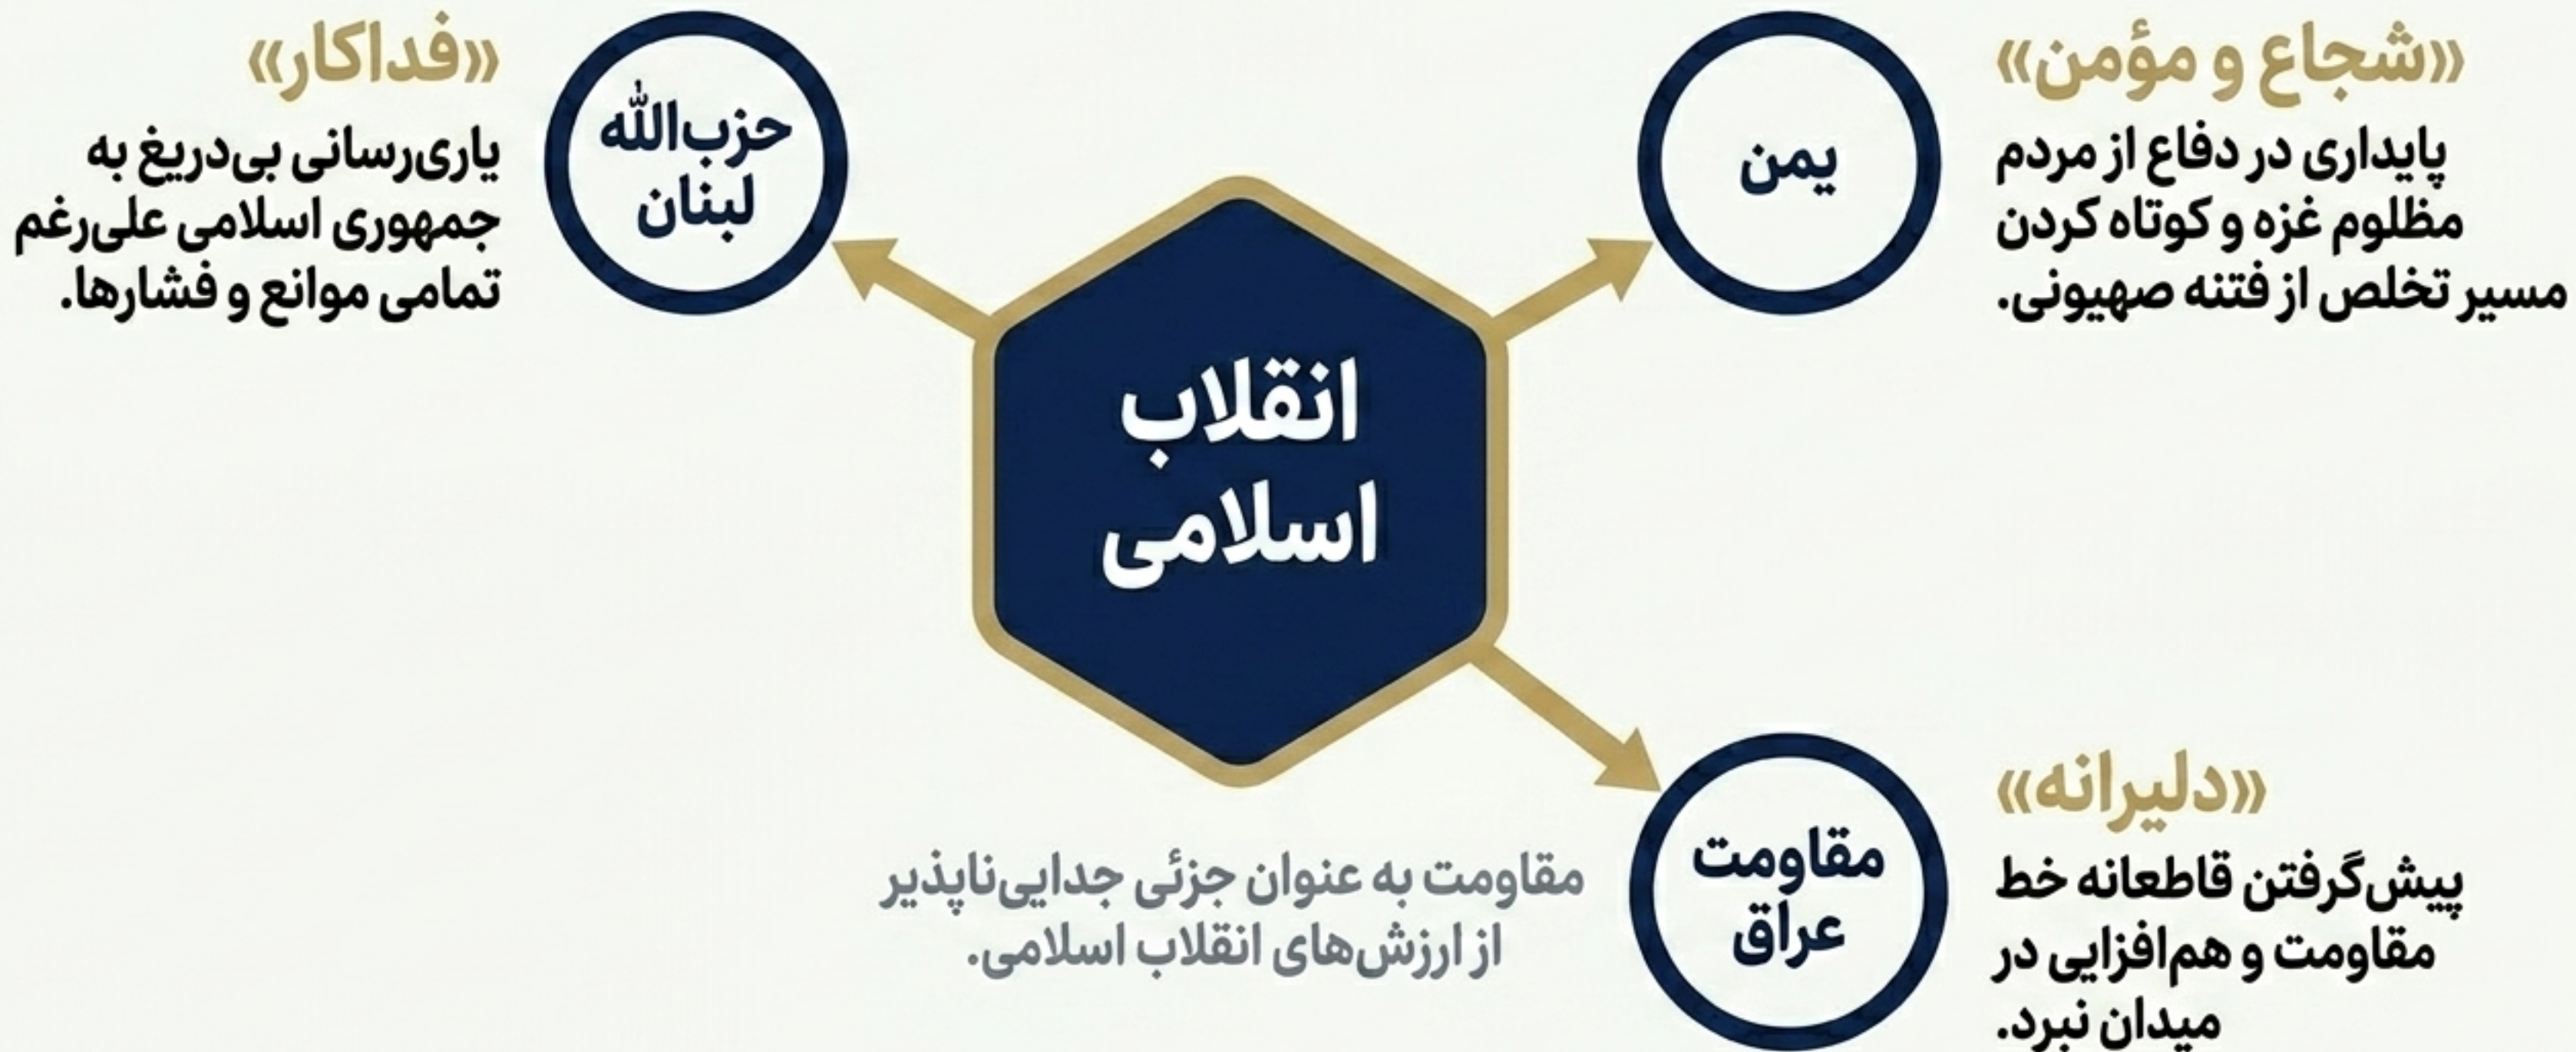 «شجاع و مؤمن»
پایداری در دفاع از مردم
مظلوم غزه و کوتاه کردن
مسیر تخلص از فتنه صهیونی.
یمن
حزب‌الله
لبنان
«فداکار»
یاری‌رسانی بی‌دریغ به
جمهوری اسلامی علی‌رغم
تمامی موانع و فشارها.
انقلاب
اسلامی
«دلیرانه»
پیش‌گرفتن قاطعانه خط
مقاومت و هم‌افزایی در
میدان نبرد.
مقاومت
عراق
مقاومت به عنوان جزئی جدایی‌ناپذیر
از ارزش‌های انقلاب اسلامی.